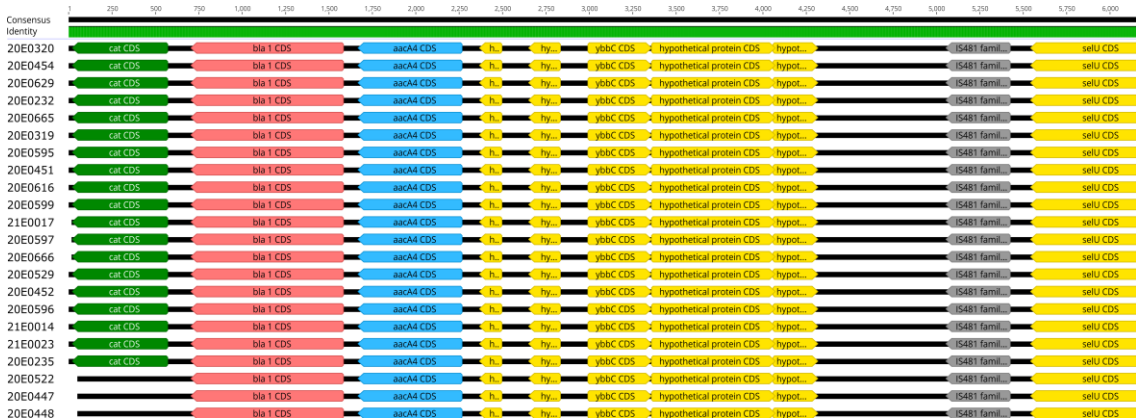 1 250 500 750 1,000 1,250 1,500 1,750 2,000 2,250 2,500 2,750 3,000 3,250 3,500 3,750 4,000 4,250 4,500 4,750 5,000 5,250 5,500 5,750 6,000
Consensus
Identity
20E0320 cat CDS bla 1 CDS aacA4 CDS h... hy... ybbC CDS hypothetical protein CDS hypot... IS481 famil... selU CDS
20E0454 cat CDS bla 1 CDS aacA4 CDS h... hy... ybbC CDS hypothetical protein CDS hypot... IS481 famil... selU CDS
20E0629 cat CDS bla 1 CDS aacA4 CDS h... hy... ybbC CDS hypothetical protein CDS hypot... IS481 famil... selU CDS
20E0232 cat CDS bla 1 CDS aacA4 CDS h... hy... ybbC CDS hypothetical protein CDS hypot... IS481 famil... selU CDS
20E0665 cat CDS bla 1 CDS aacA4 CDS h... hy... ybbC CDS hypothetical protein CDS hypot... IS481 famil... selU CDS
20E0319 cat CDS bla 1 CDS aacA4 CDS h... hy... ybbC CDS hypothetical protein CDS hypot... IS481 famil... selU CDS
20E0595 cat CDS bla 1 CDS aacA4 CDS h... hy... ybbC CDS hypothetical protein CDS hypot... IS481 famil... selU CDS
20E0451 cat CDS bla 1 CDS aacA4 CDS h... hy... ybbC CDS hypothetical protein CDS hypot... IS481 famil... selU CDS
20E0616 cat CDS bla 1 CDS aacA4 CDS h... hy... ybbC CDS hypothetical protein CDS hypot... IS481 famil... selU CDS
20E0599 cat CDS bla 1 CDS aacA4 CDS h... hy... ybbC CDS hypothetical protein CDS hypot... IS481 famil... selU CDS
21E0017 cat CDS bla 1 CDS aacA4 CDS h... hy... ybbC CDS hypothetical protein CDS hypot... IS481 famil... selU CDS
20E0597 cat CDS bla 1 CDS aacA4 CDS h... hy... ybbC CDS hypothetical protein CDS hypot... IS481 famil... selU CDS
20E0666 cat CDS bla 1 CDS aacA4 CDS h... hy... ybbC CDS hypothetical protein CDS hypot... IS481 famil... selU CDS
20E0529 cat CDS bla 1 CDS aacA4 CDS h... hy... ybbC CDS hypothetical protein CDS hypot... IS481 famil... selU CDS
20E0452 cat CDS bla 1 CDS aacA4 CDS h... hy... ybbC CDS hypothetical protein CDS hypot... IS481 famil... selU CDS
20E0596 cat CDS bla 1 CDS aacA4 CDS h... hy... ybbC CDS hypothetical protein CDS hypot... IS481 famil... selU CDS
21E0014 cat CDS bla 1 CDS aacA4 CDS h... hy... ybbC CDS hypothetical protein CDS hypot... IS481 famil... selU CDS
21E0023 cat CDS bla 1 CDS aacA4 CDS h... hy... ybbC CDS hypothetical protein CDS hypot... IS481 famil... selU CDS
20E0235 cat CDS bla 1 CDS aacA4 CDS h... hy... ybbC CDS hypothetical protein CDS hypot... IS481 famil... selU CDS
20E0522 bla 1 CDS aacA4 CDS h... hy... ybbC CDS hypothetical protein CDS hypot... IS481 famil... selU CDS
20E0447 bla 1 CDS aacA4 CDS h... hy... ybbC CDS hypothetical protein CDS hypot... IS481 famil... selU CDS
20E0448 bla 1 CDS aacA4 CDS h... hy... ybbC CDS hypothetical protein CDS hypot... IS481 famil... selU CDS